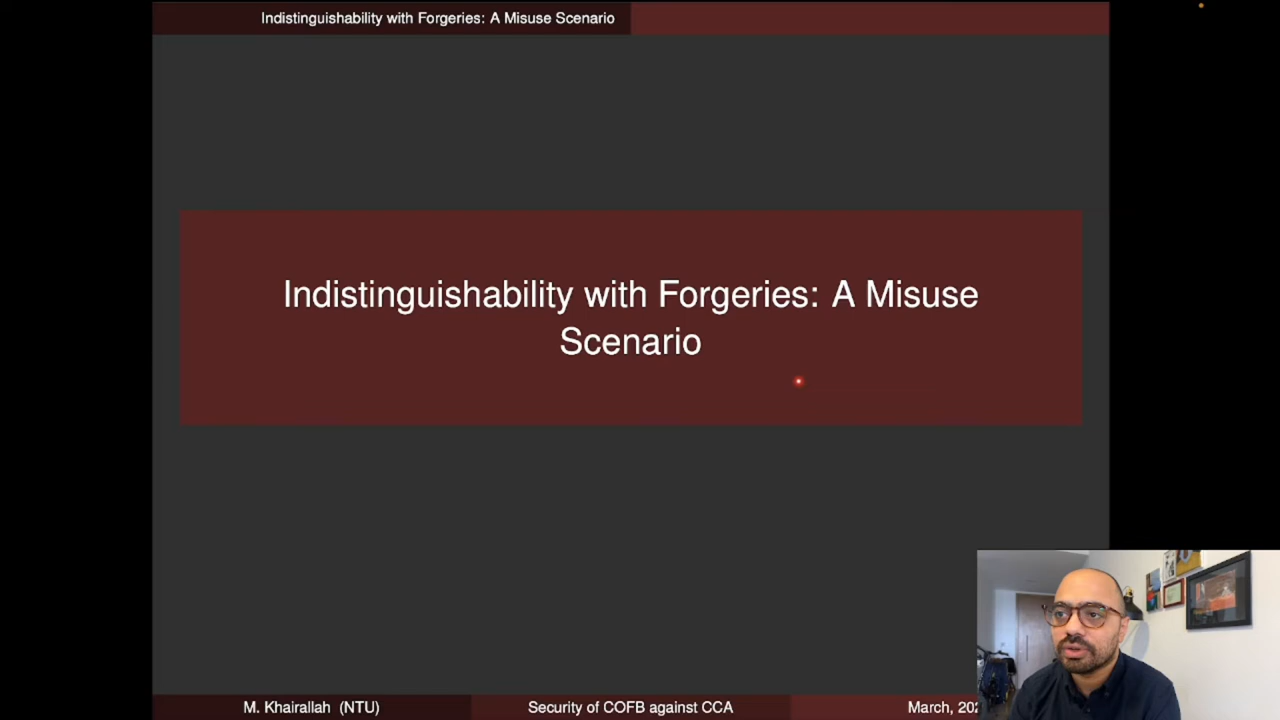 Indistinguishability with Forgeries: A Misuse Scenario
Indistinguishability with Forgeries: A Misuse
Scenario
M. Khairallah (NTU)
Security of COFB against CCA
March,